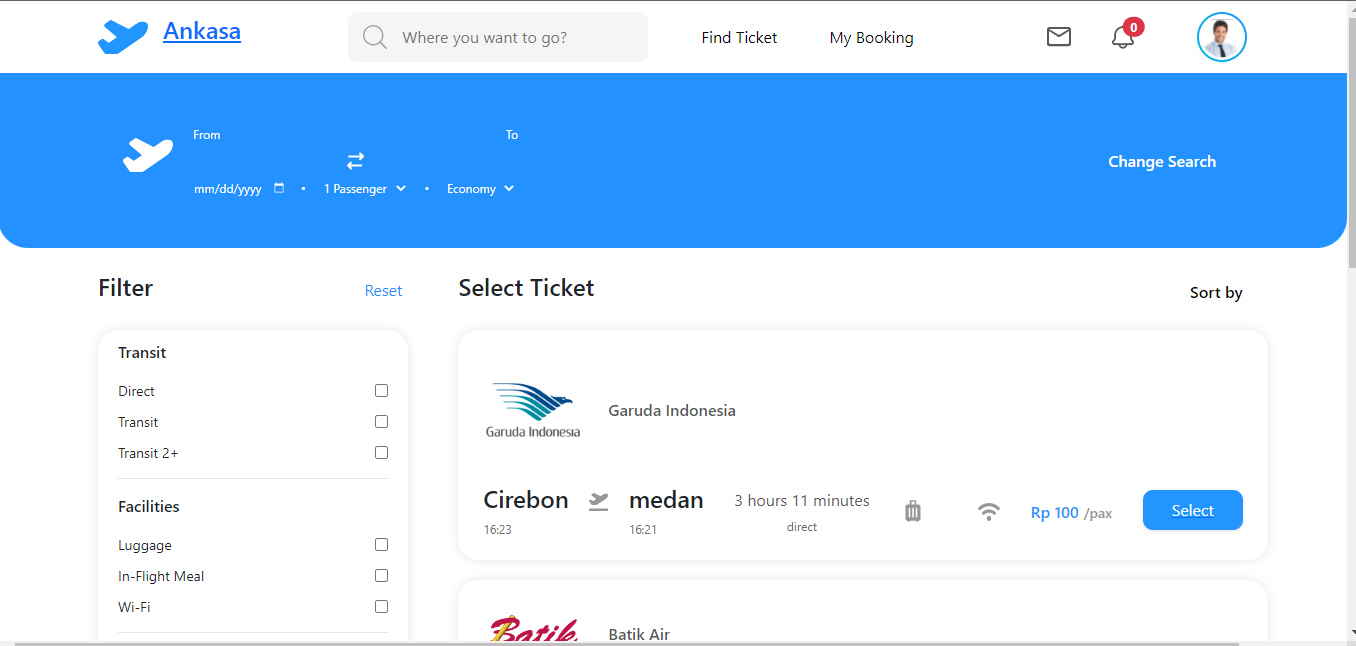 Ankasa
Where you want to go?
Find Ticket
My Booking
0
From
To
mm/dd/yyyy
1 Passenger
Economy
Change Search
Filter
Reset
Transit
Direct
Transit
Transit 2+
Facilities
Luggage
In-Flight Meal
Wi-Fi
Select Ticket
Sort by
Garuda Indonesia
Garuda Indonesia
Cirebon
medan
3 hours 11 minutes
Rp 100 /pax
Select
16:23
16:21
direct
Batik
Batik Air